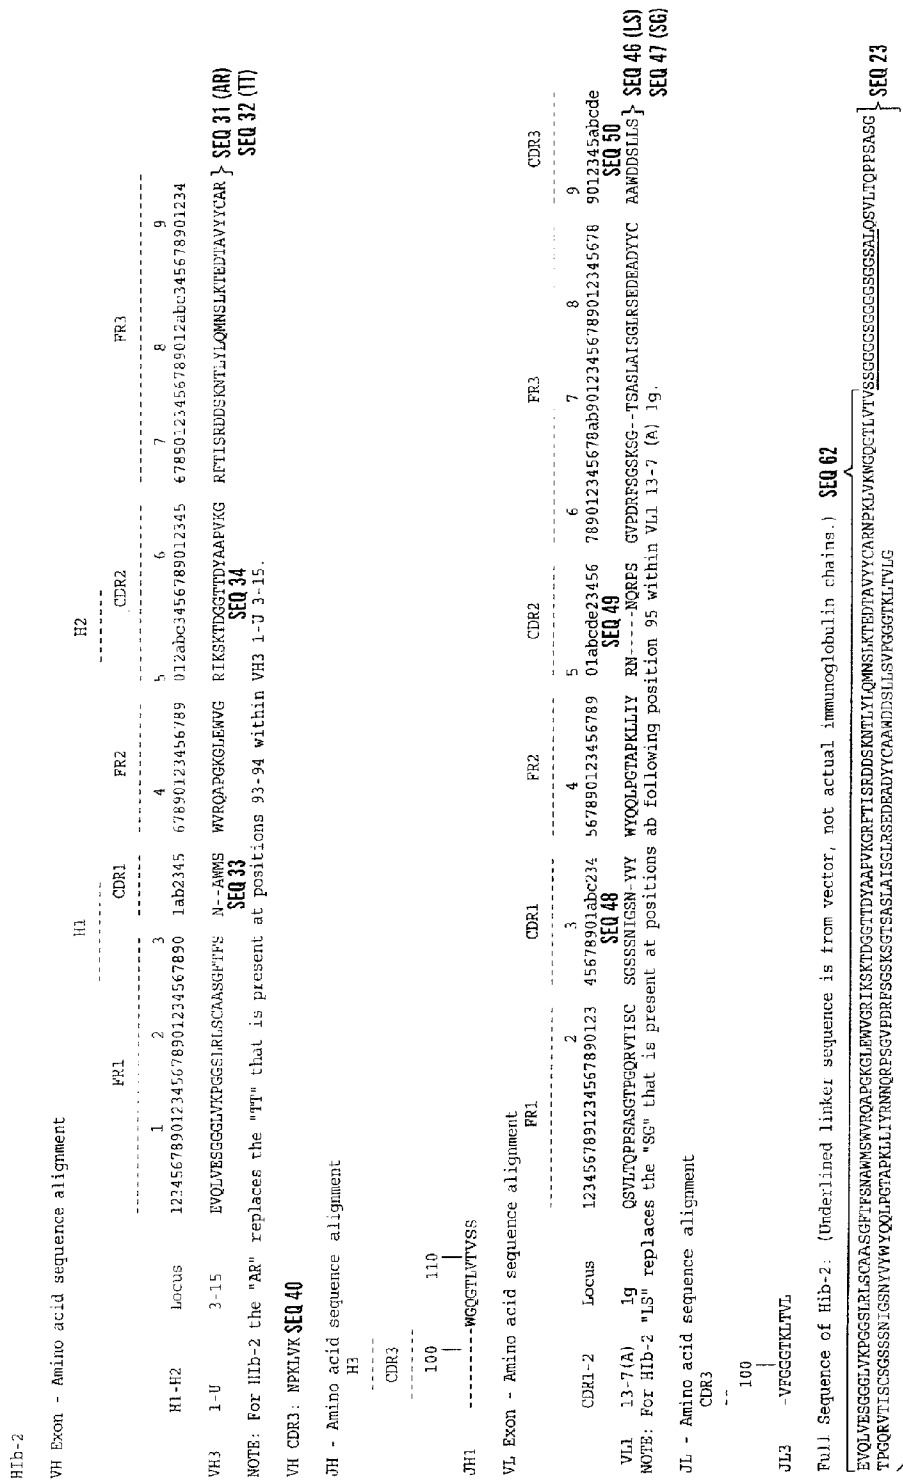 HIb-2
VH Exon - Amino acid sequence alignment
H1 H2
FR1 CDR1 FR2 CDR2 FR3
------------------------------ ------- -------------- ------------------- --------------------------------
1 2 3 4 5 6 7 8 9
H1-H2 Locus 123456789012345678901234567890 1ab2345 67890123456789 012abc3456789012345 67890123456789012abc345678901234
VH3 1-U 3-15 EVQLVESGGGLVKPGGSLRLSCAASGFTFS N--AWMS WVRQAPGKGLEWVG RIKSKTDGGTTDYAAPVKG RFTISRDDSKNTLYLQMNSLKTEDTAVYYCAR } SEQ 31 (AR)
SEQ 33 SEQ 34 SEQ 32 (TT)
NOTE: For HIb-2 the "AR" replaces the "TT" that is present at positions 93-94 within VH3 1-U 3-15.
VH CDR3: NPKLVK SEQ 40
JH - Amino acid sequence alignment
H3
CDR3
100 110
JH1 ------WGQGTLVTVSS
VL Exon - Amino acid sequence alignment
FR1 CDR1 FR2 CDR2 FR3 CDR3
1 2 3 4 5 6 7 8 9
CDR1-2 Locus 1234567891234567890123 45678901abc234 567890123456789 01abcde23456 789012345678ab90123456789012345678 9012345abcde
SEQ 48 SEQ 49 SEQ 50
VL1 13-7(A) 1g QSVLTQPPSASGTPGQRVTISC SGSSSNIGSN-YVY WYQQLPGTAPKLLIY RN-----NQRPS GVPDRFSGSKSG--TSASLAISGLRSEDEADYYC AAWDDSLLS } SEQ 46 (LS)
SEQ 47 (SG)
NOTE: For HIb-2 "LS" replaces the "SG" that is present at positions ab following position 95 within VL1 13-7 (A) 1g.
JL - Amino acid sequence alignment
CDR3
--
100
JL3 -VFGGGTKLTVL
Full Sequence of Hib-2: (Underlined linker sequence is from vector, not actual immunoglobulin chains.) SEQ 62
EVQLVESGGGLVKPGGSLRLSCAASGFTFSNAWMSWVRQAPGKGLEWVGRIKSKTDGGTTDYAAPVKGRFTISRDDSKNTLYLQMNSLKTEDTAVYYCARNPKLVKWGQGTLVTVSSGGGGSGGGGSGGSALQSVLTQPPSASG } SEQ 23
TPGQRVTISCSGSSSNIGSNYVYWYQQLPGTAPKLLIYRNNQRPSGVPDRFSGSKSGTSASLAISGLRSEDEADYYCAAWDDSLLSVFGGGTKLTVLG